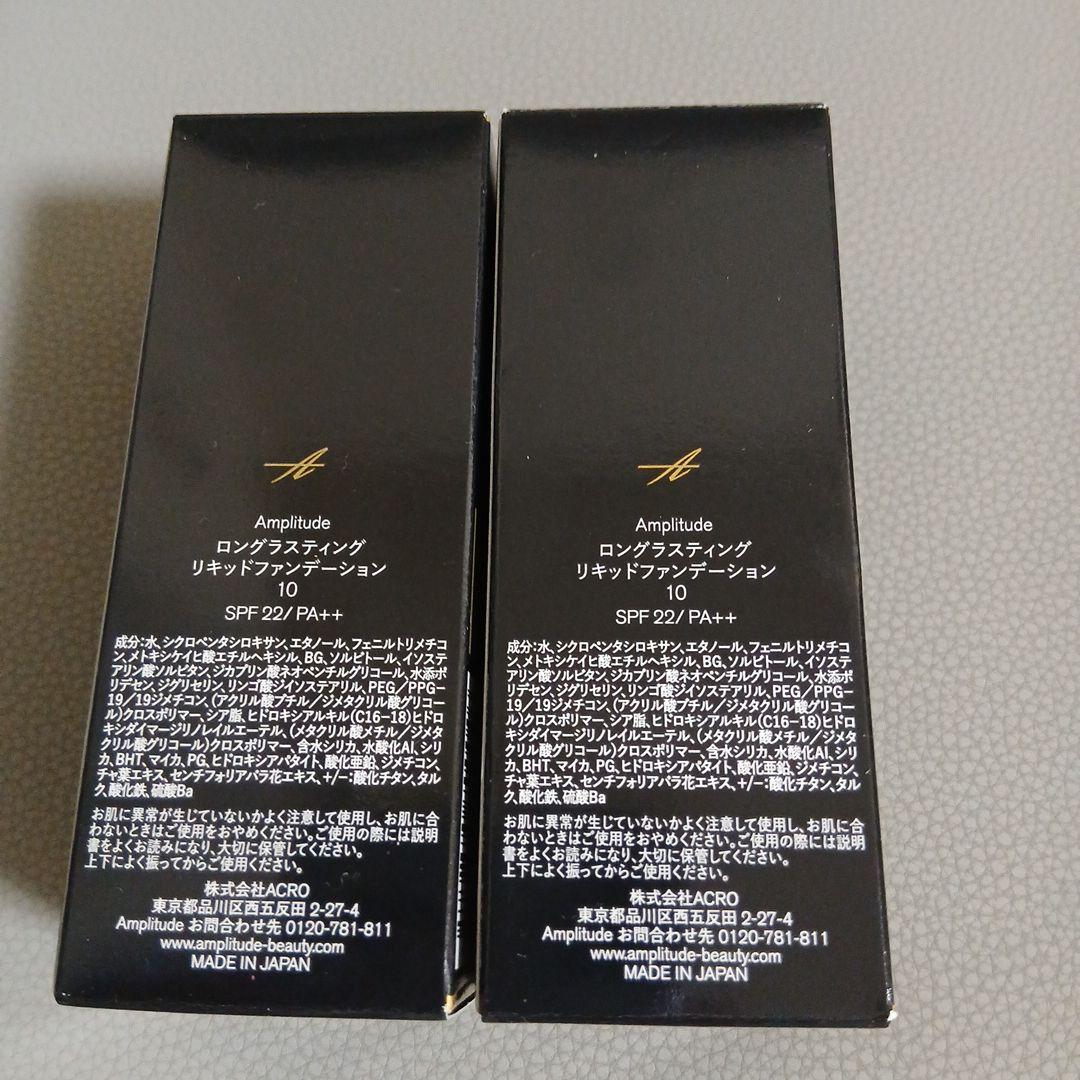 Amplitude
ロングラスティング
リキッドファンデーション
10
SPF 22/ PA++
成分:水、シクロペンタシロキサン、エタノール、フェニルトリメチコ
ン、メトキシケイヒ酸エチルヘキシル、BG、ソルビトール、イソステ
アリン酸ソルビタン、ジカプリン酸ネオペンチルグリコール、水添ポ
リデセン、ジグリセリン、リンゴ酸ジイソステアリル、PEG/PPG-
19/19ジメチコン、(アクリル酸ブチル/ジメタクリル酸グリコー
ル)クロスポリマー、シア脂、ヒドロキシアルキル(C16-18)ヒドロ
キシダイマージリノレイルエーテル、(メタクリル酸メチル/ジメタ
クリル酸グリコール)クロスポリマー、含水シリカ、水酸化Al、シリ
カ、BHT、マイカ、PG、ヒドロキシアパタイト、酸化亜鉛、ジメチコン、
チャ葉エキス、センチフォリアバラ花エキス、+/-:酸化チタン、タル
ク、酸化鉄、硫酸Ba
お肌に異常が生じていないかよく注意して使用し、お肌に合
わないときはご使用をおやめください。ご使用の際には説明
書をよくお読みになり、大切に保管してください。
上下によく振ってからご使用ください。
株式会社ACRO
東京都品川区西五反田 2-27-4
Amplitude お問合わせ先 0120-781-811
www.amplitude-beauty.com
MADE IN JAPAN
Amplitude
ロングラスティング
リキッドファンデーション
10
SPF 22/ PA++
成分:水、シクロペンタシロキサン、エタノール、フェニルトリメチコ
ン、メトキシケイヒ酸エチルヘキシル、BG、ソルビトール、イソステ
アリン酸ソルビタン、ジカプリン酸ネオペンチルグリコール、水添ポ
リデセン、ジグリセリン、リンゴ酸ジイソステアリル、PEG/PPG-
19/19ジメチコン、(アクリル酸ブチル/ジメタクリル酸グリコー
ル)クロスポリマー、シア脂、ヒドロキシアルキル(C16-18)ヒドロ
キシダイマージリノレイルエーテル、(メタクリル酸メチル/ジメタ
クリル酸グリコール)クロスポリマー、含水シリカ、水酸化Al、シリ
カ、BHT、マイカ、PG、ヒドロキシアパタイト、酸化亜鉛、ジメチコン、
チャ葉エキス、センチフォリアバラ花エキス、+/-:酸化チタン、タル
ク、酸化鉄、硫酸Ba
お肌に異常が生じていないかよく注意して使用し、お肌に合
わないときはご使用をおやめください。ご使用の際には説明
書をよくお読みになり、大切に保管してください。
上下によく振ってからご使用ください。
株式会社ACRO
東京都品川区西五反田 2-27-4
Amplitude お問合わせ先 0120-781-811
www.amplitude-beauty.com
MADE IN JAPAN